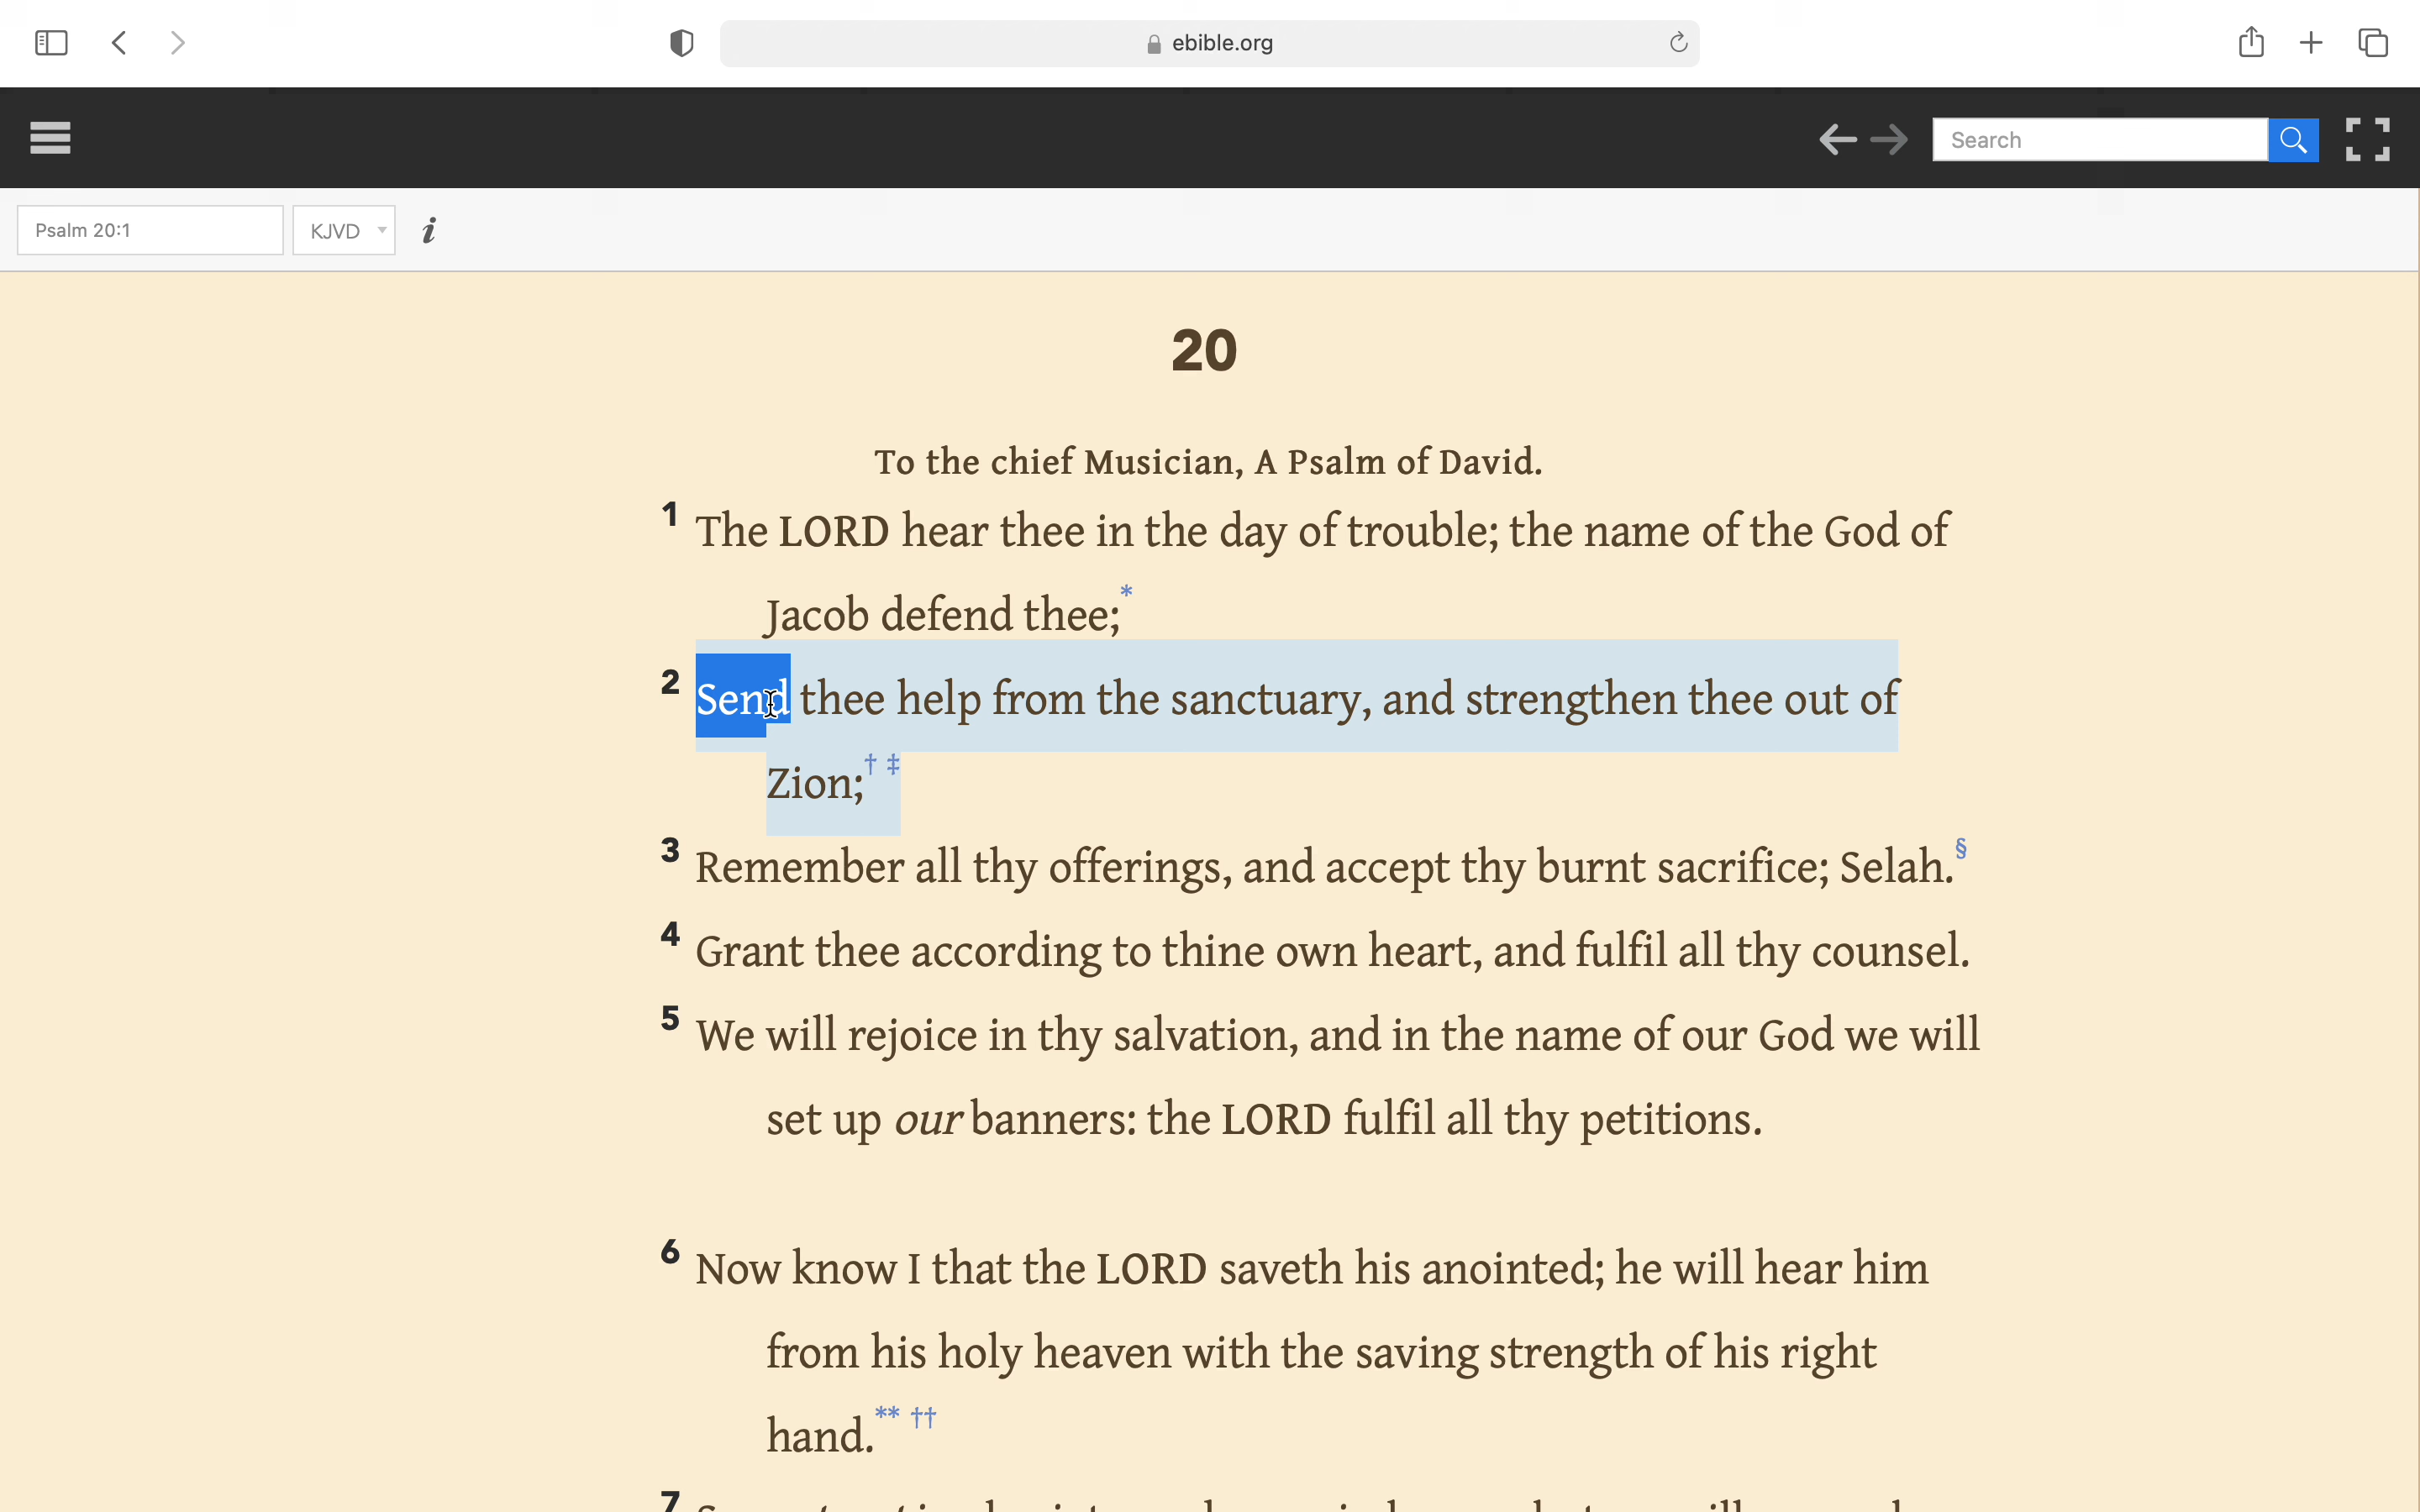 ebible.org
Search
Psalm 20:1
KJVD
i
20
To the chief Musician, A Psalm of David.
1 The LORD hear thee in the day of trouble; the name of the God of
Jacob defend thee;*
2 Send thee help from the sanctuary, and strengthen thee out of
Zion;† ‡
3 Remember all thy offerings, and accept thy burnt sacrifice; Selah.§
4 Grant thee according to thine own heart, and fulfil all thy counsel.
5 We will rejoice in thy salvation, and in the name of our God we will
set up our banners: the LORD fulfil all thy petitions.
6 Now know I that the LORD saveth his anointed; he will hear him
from his holy heaven with the saving strength of his right
hand.** ††
7